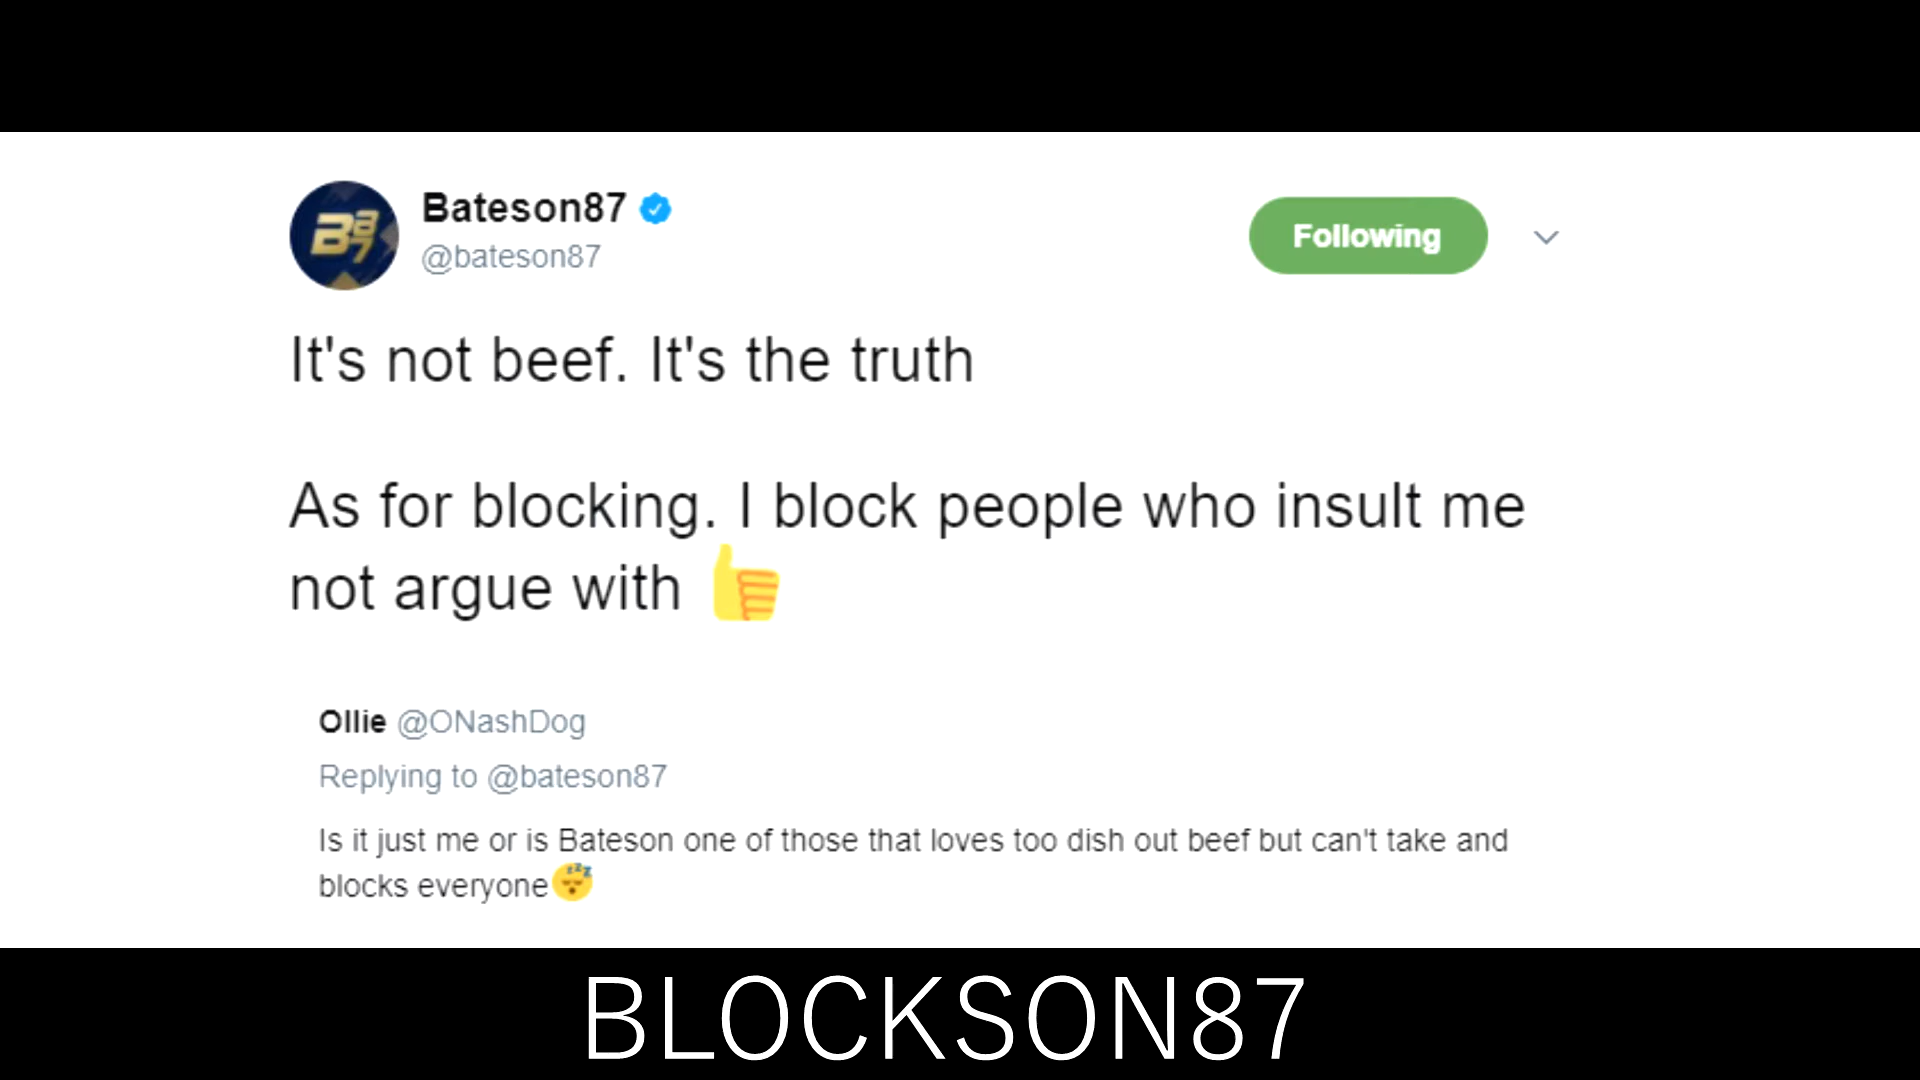 Ba87
Bateson87
@bateson87
Following
It's not beef. It's the truth
As for blocking. I block people who insult me
not argue with 👍
Ollie @ONashDog
Replying to @bateson87
Is it just me or is Bateson one of those that loves too dish out beef but can't take and
blocks everyone😴
BLOCKSON87